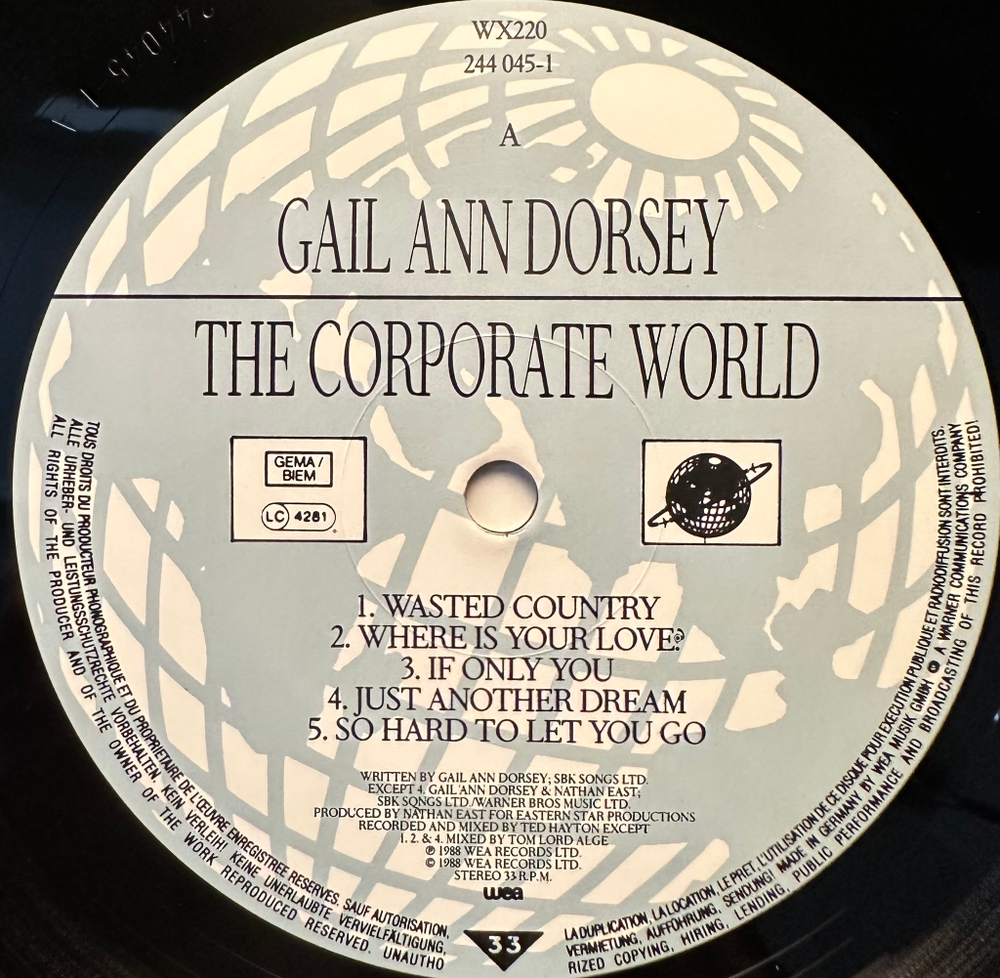 WX220
244 045-1
A
GAIL ANN DORSEY
THE CORPORATE WORLD
GEMA/
BIEM
LC 4281
1. WASTED COUNTRY
2. WHERE IS YOUR LOVE?
3. IF ONLY YOU
4. JUST ANOTHER DREAM
5. SO HARD TO LET YOU GO
WRITTEN BY GAIL ANN DORSEY; SBK SONGS LTD.
EXCEPT 4. GAIL ANN DORSEY & NATHAN EAST;
SBK SONGS LTD./WARNER BROS MUSIC LTD.
PRODUCED BY NATHAN EAST FOR EASTERN STAR PRODUCTIONS
RECORDED AND MIXED BY TED HAYTON EXCEPT
1. 2. & 4. MIXED BY TOM LORD ALGE
℗ 1988 WEA RECORDS LTD.
© 1988 WEA RECORDS LTD.
STEREO 33 R.P.M.
wea
33
TOUS DROITS DU PRODUCTEUR PHONOGRAPHIQUE ET DU PROPRIETAIRE DE L'ŒUVRE ENREGISTREE RESERVES. SAUF AUTORISATION, LA DUPLICATION, LA LOCATION, LE PRET, L'UTILISATION DE CE DISQUE POUR EXECUTION PUBLIQUE ET RADIODIFFUSION SONT INTERDITS.
ALLE URHEBER- UND LEISTUNGSSCHUTZRECHTE VORBEHALTEN. KEIN VERLEIH! KEINE UNERLAUBTE VERVIELFÄLTIGUNG, VERMIETUNG, AUFFÜHRUNG, SENDUNG! MADE IN GERMANY BY WEA MUSIK GMBH A WARNER COMMUNICATIONS COMPANY
ALL RIGHTS OF THE PRODUCER AND OF THE OWNER OF THE WORK REPRODUCED RESERVED. UNAUTHORIZED COPYING, HIRING, LENDING, PUBLIC PERFORMANCE AND BROADCASTING OF THIS RECORD PROHIBITED!